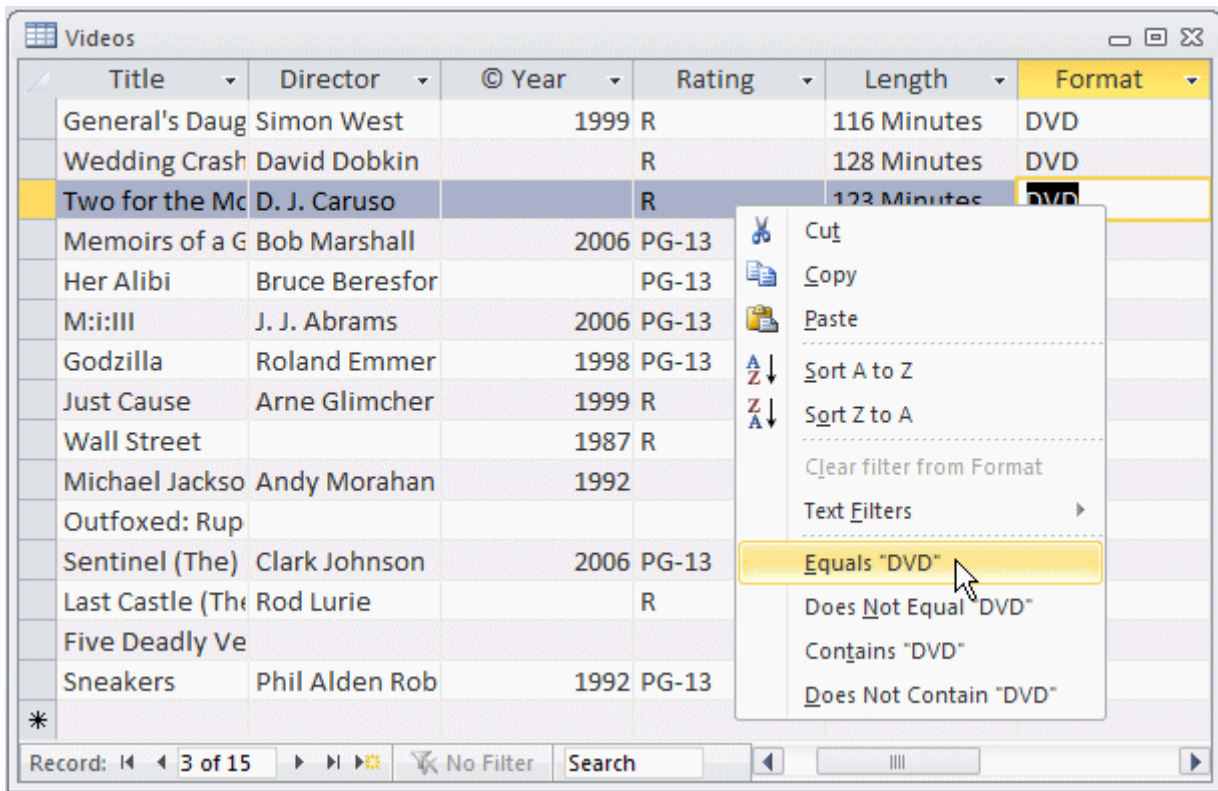 Videos
Title Director © Year Rating Length Format
General's Daug Simon West 1999 R 116 Minutes DVD
Wedding Crash David Dobkin R 128 Minutes DVD
Two for the Mo D. J. Caruso R 123 Minutes DVD
Memoirs of a G Bob Marshall 2006 PG-13
Her Alibi Bruce Beresfor PG-13
M:i:III J. J. Abrams 2006 PG-13
Godzilla Roland Emmer 1998 PG-13
Just Cause Arne Glimcher 1999 R
Wall Street 1987 R
Michael Jackso Andy Morahan 1992
Outfoxed: Rup
Sentinel (The) Clark Johnson 2006 PG-13
Last Castle (The Rod Lurie R
Five Deadly Ve
Sneakers Phil Alden Rob 1992 PG-13
Cut
Copy
Paste
Sort A to Z
Sort Z to A
Clear filter from Format
Text Filters
Equals "DVD"
Does Not Equal "DVD"
Contains "DVD"
Does Not Contain "DVD"
Record: 3 of 15 No Filter Search